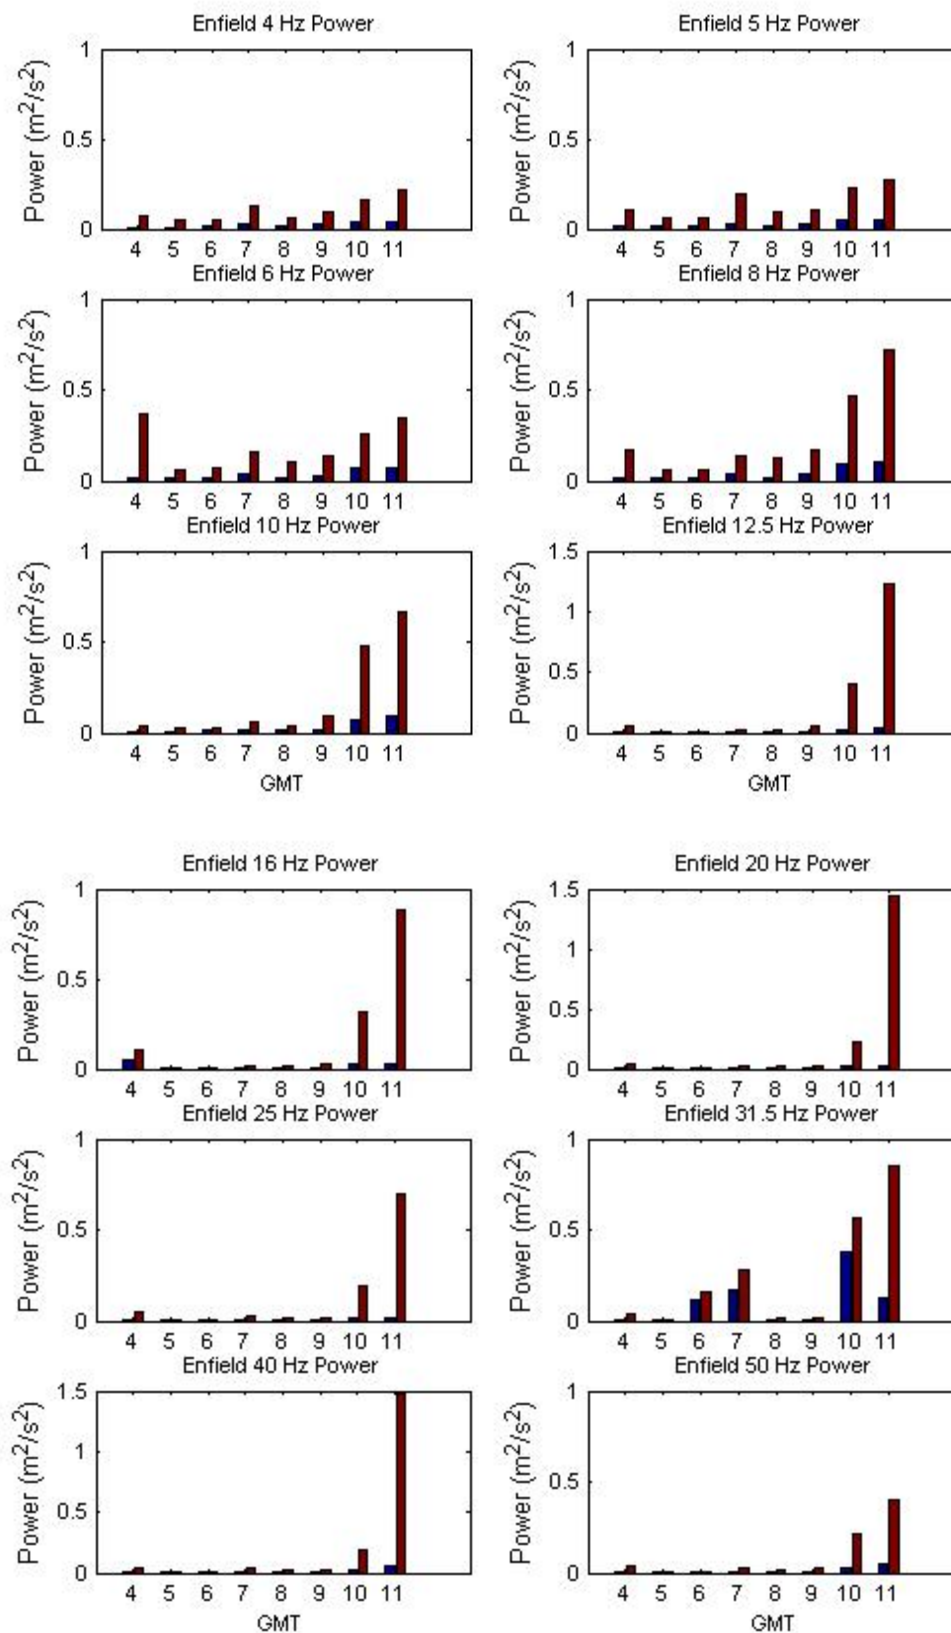 Enfield 4 Hz Power
Power (m²/s²)
1
0.5
0
4 5 6 7 8 9 10 11
Enfield 5 Hz Power
Power (m²/s²)
1
0.5
0
4 5 6 7 8 9 10 11
Enfield 6 Hz Power
Power (m²/s²)
1
0.5
0
4 5 6 7 8 9 10 11
Enfield 8 Hz Power
Power (m²/s²)
1
0.5
0
4 5 6 7 8 9 10 11
Enfield 10 Hz Power
Power (m²/s²)
1
0.5
0
4 5 6 7 8 9 10 11
GMT
Enfield 12.5 Hz Power
Power (m²/s²)
1.5
1
0.5
0
4 5 6 7 8 9 10 11
GMT
Enfield 16 Hz Power
Power (m²/s²)
1
0.5
0
4 5 6 7 8 9 10 11
Enfield 20 Hz Power
Power (m²/s²)
1.5
1
0.5
0
4 5 6 7 8 9 10 11
Enfield 25 Hz Power
Power (m²/s²)
1
0.5
0
4 5 6 7 8 9 10 11
Enfield 31.5 Hz Power
Power (m²/s²)
1
0.5
0
4 5 6 7 8 9 10 11
Enfield 40 Hz Power
Power (m²/s²)
1.5
1
0.5
0
4 5 6 7 8 9 10 11
GMT
Enfield 50 Hz Power
Power (m²/s²)
1
0.5
0
4 5 6 7 8 9 10 11
GMT